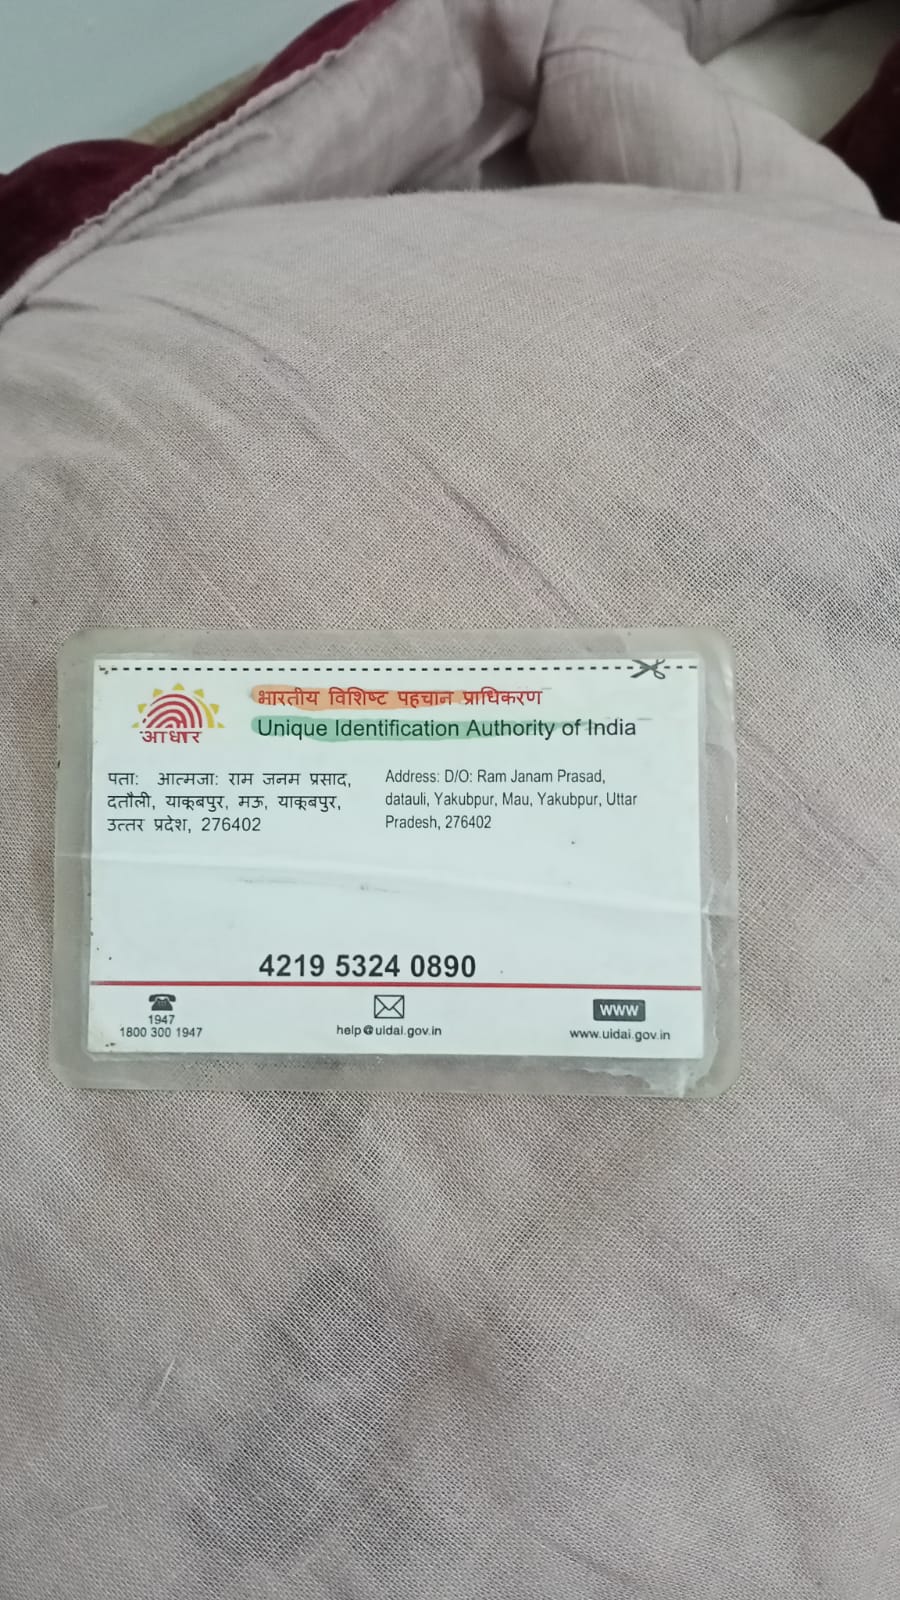 भारतीय विशिष्ट पहचान प्राधिकरण
Unique Identification Authority of India
आधार
पता: आत्मजा: राम जनम प्रसाद,
दतौली, याकूबपुर, मऊ, याकूबपुर,
उत्तर प्रदेश, 276402
Address: D/O: Ram Janam Prasad,
datauli, Yakubpur, Mau, Yakubpur, Uttar
Pradesh, 276402
4219 5324 0890
1947
1800 300 1947
help@uidai.gov.in
WWW
www.uidai.gov.in